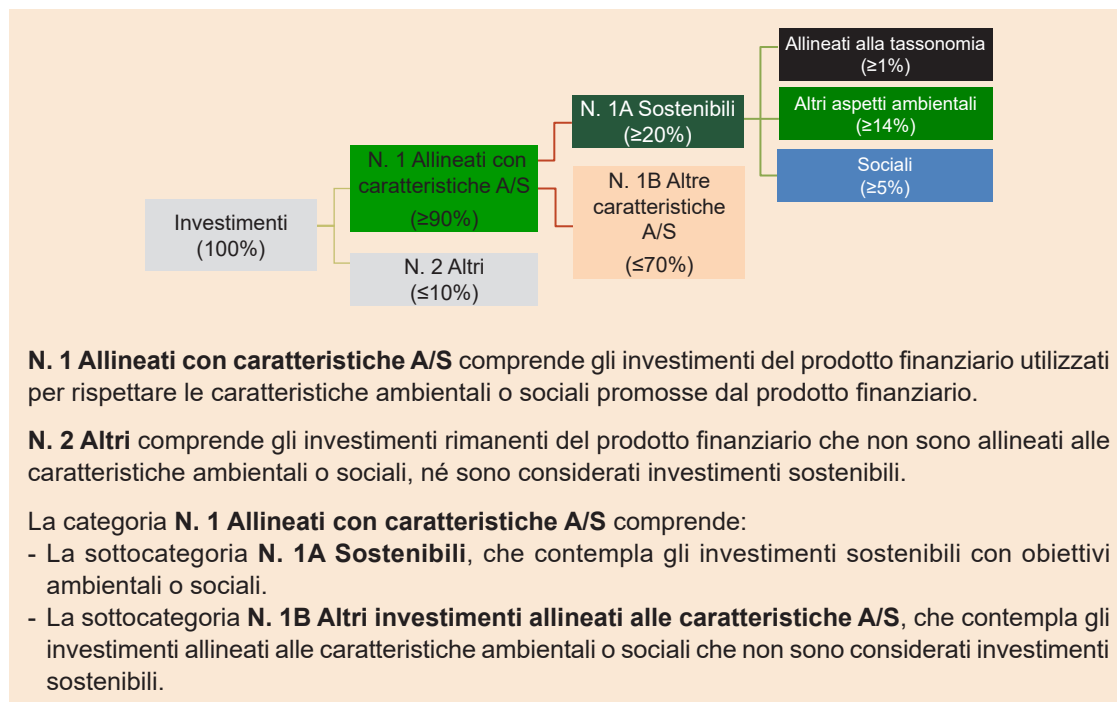 Allineati alla tassonomia
(≥1%)
N. 1A Sostenibili
(≥20%)
Altri aspetti ambientali
(≥14%)
N. 1 Allineati con
caratteristiche A/S
(≥90%)
Sociali
(≥5%)
N. 1B Altre
caratteristiche
A/S
(≤70%)
Investimenti
(100%)
N. 2 Altri
(≤10%)
N. 1 Allineati con caratteristiche A/S comprende gli investimenti del prodotto finanziario utilizzati
per rispettare le caratteristiche ambientali o sociali promosse dal prodotto finanziario.
N. 2 Altri comprende gli investimenti rimanenti del prodotto finanziario che non sono allineati alle
caratteristiche ambientali o sociali, né sono considerati investimenti sostenibili.
La categoria N. 1 Allineati con caratteristiche A/S comprende:
- La sottocategoria N. 1A Sostenibili, che contempla gli investimenti sostenibili con obiettivi
ambientali o sociali.
- La sottocategoria N. 1B Altri investimenti allineati alle caratteristiche A/S, che contempla gli
investimenti allineati alle caratteristiche ambientali o sociali che non sono considerati investimenti
sostenibili.